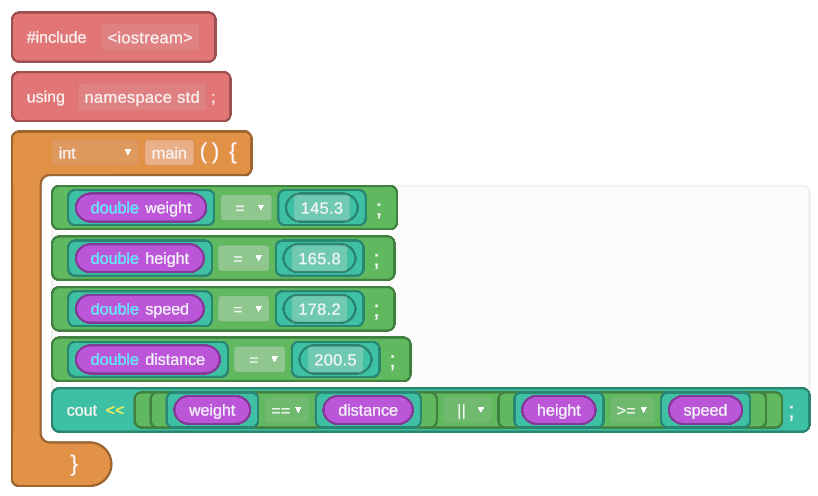 #include <iostream>
using namespace std ;
int main ( ) {
double weight = 145.3 ;
double height = 165.8 ;
double speed = 178.2 ;
double distance = 200.5 ;
cout << weight == distance || height >= speed ;
}